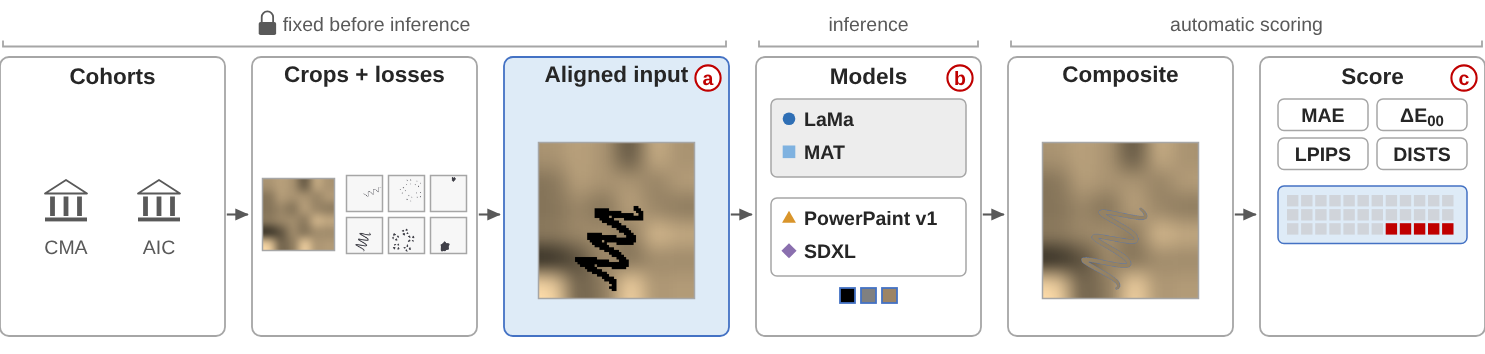 fixed before inference
inference
automatic scoring
Cohorts
CMA
AIC
Crops + losses
Aligned input
a
Models
b
LaMa
MAT
PowerPaint v1
SDXL
Composite
Score
c
MAE
ΔE₀₀
LPIPS
DISTS